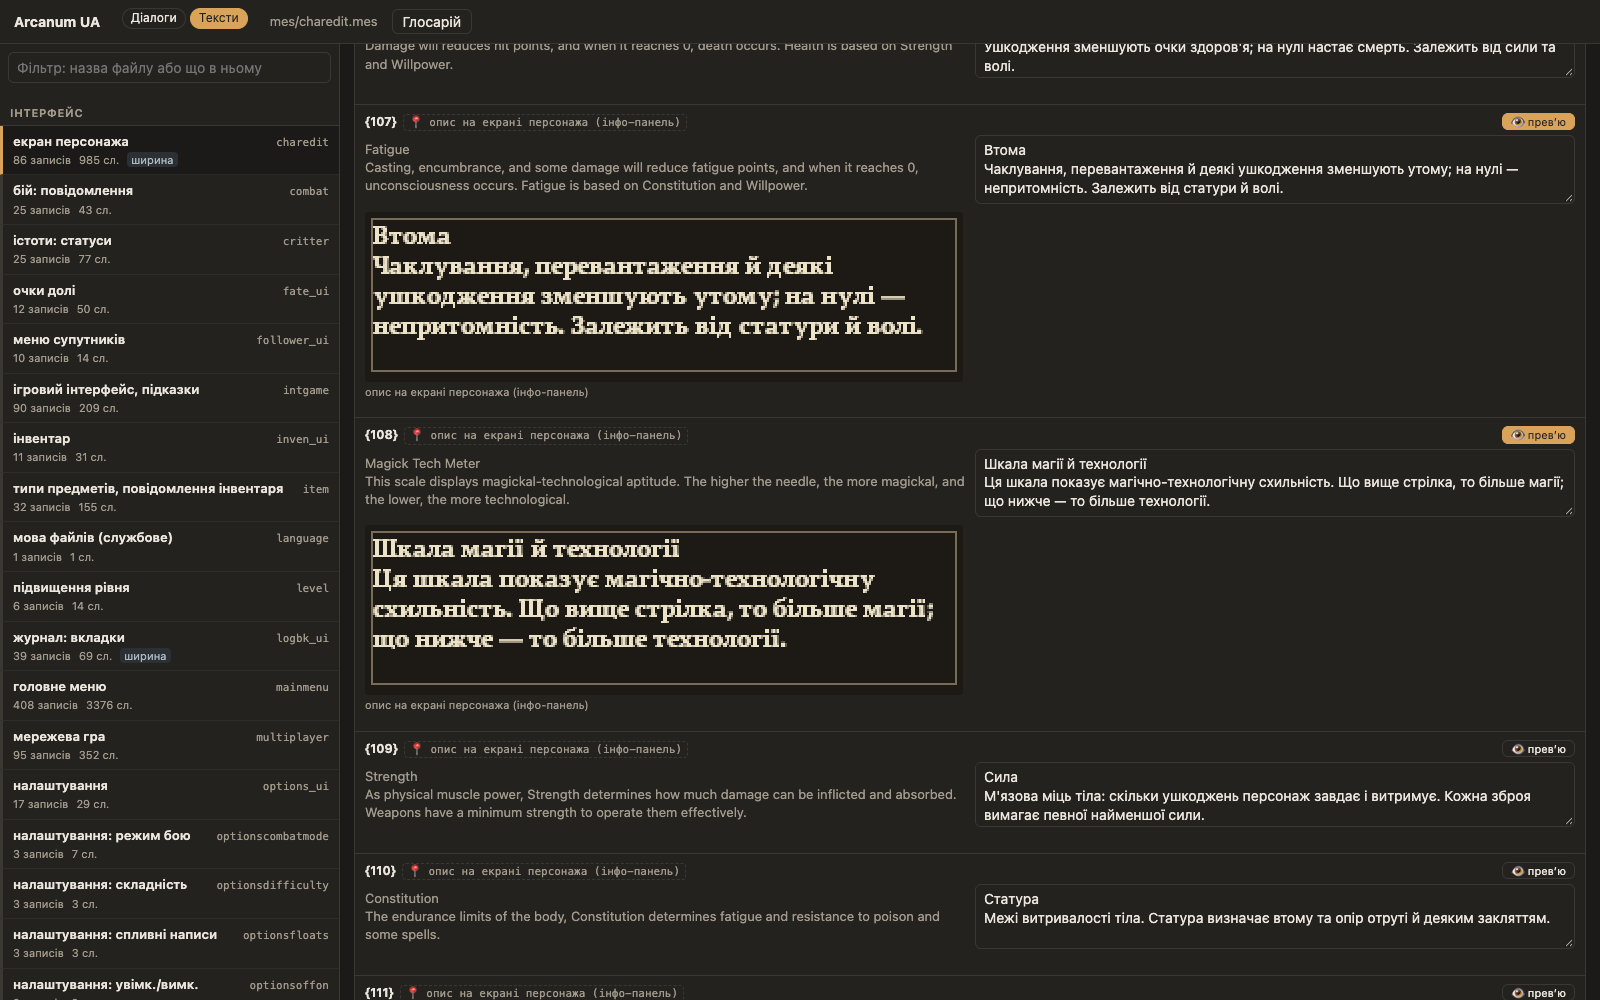 Arcanum UA
Діалоги
Тексти
mes/charedit.mes
Глосарій
Фільтр: назва файлу або що в ньому
ІНТЕРФЕЙС
екран персонажа charedit
86 записів 985 сл. ширина
бій: повідомлення combat
25 записів 43 сл.
істоти: статуси critter
25 записів 77 сл.
очки долі fate_ui
12 записів 50 сл.
меню супутників follower_ui
10 записів 14 сл.
ігровий інтерфейс, підказки intgame
90 записів 209 сл.
інвентар inven_ui
11 записів 31 сл.
типи предметів, повідомлення інвентаря item
32 записів 155 сл.
мова файлів (службове) language
1 записів 1 сл.
підвищення рівня level
6 записів 14 сл.
журнал: вкладки logbk_ui
39 записів 69 сл. ширина
головне меню mainmenu
408 записів 3376 сл.
мережева гра multiplayer
95 записів 352 сл.
налаштування options_ui
17 записів 29 сл.
налаштування: режим бою optionscombatmode
3 записів 7 сл.
налаштування: складність optionsdifficulty
3 записів 3 сл.
налаштування: спливні написи optionsfloats
3 записів 3 сл.
налаштування: увімк./вимк. optionsoffon
Damage will reduces hit points, and when it reaches 0, death occurs. Health is based on Strength
and Willpower.
Ушкодження зменшують очки здоров'я; на нулі настає смерть. Залежить від сили та
волі.
{107} опис на екрані персонажа (інфо-панель) прев'ю
Fatigue
Casting, encumbrance, and some damage will reduce fatigue points, and when it reaches 0,
unconsciousness occurs. Fatigue is based on Constitution and Willpower.
Втома
Чаклування, перевантаження й деякі ушкодження зменшують утому; на нулі —
непритомність. Залежить від статури й волі.
Втома
Чаклування, перевантаження й деякі
ушкодження зменшують утому; на нулі —
непритомність. Залежить від статури й волі.
опис на екрані персонажа (інфо-панель)
{108} опис на екрані персонажа (інфо-панель) прев'ю
Magick Tech Meter
This scale displays magickal-technological aptitude. The higher the needle, the more magickal, and
the lower, the more technological.
Шкала магії й технології
Ця шкала показує магічно-технологічну схильність. Що вище стрілка, то більше магії;
що нижче — то більше технології.
Шкала магії й технології
Ця шкала показує магічно-технологічну
схильність. Що вище стрілка, то більше магії;
що нижче — то більше технології.
опис на екрані персонажа (інфо-панель)
{109} опис на екрані персонажа (інфо-панель) прев'ю
Strength
As physical muscle power, Strength determines how much damage can be inflicted and absorbed.
Weapons have a minimum strength to operate them effectively.
Сила
М'язова міць тіла: скільки ушкоджень персонаж завдає і витримує. Кожна зброя
вимагає певної найменшої сили.
{110} опис на екрані персонажа (інфо-панель) прев'ю
Constitution
The endurance limits of the body, Constitution determines fatigue and resistance to poison and
some spells.
Статура
Межі витривалості тіла. Статура визначає втому та опір отруті й деяким закляттям.
{111} опис на екрані персонажа (інфо-панель) прев'ю